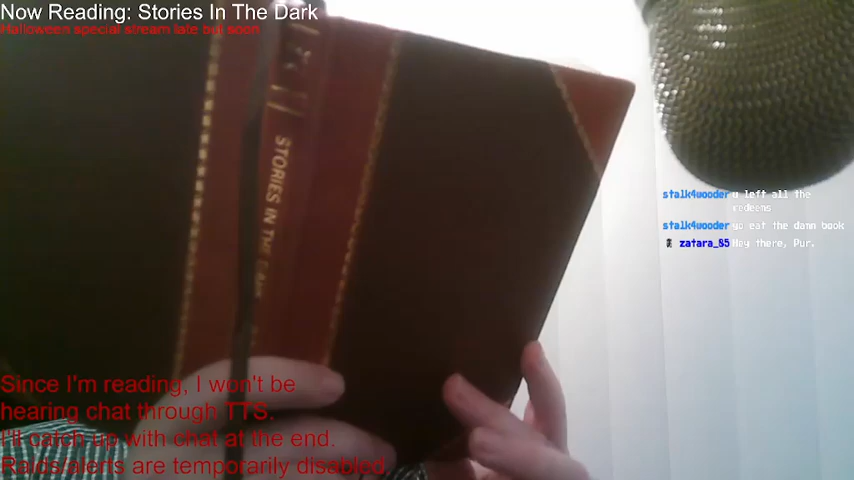 Now Reading: Stories In The Dark
Halloween special stream late but soon
STORIES IN THE DARK
stalk4wooder u left all the
redeems
stalk4wooder yo eat the damn book
zatara_85 Hey there, Pur.
Since I'm reading, I won't be
hearing chat through TTS.
I'll catch up with chat at the end.
Raids/alerts are temporarily disabled.